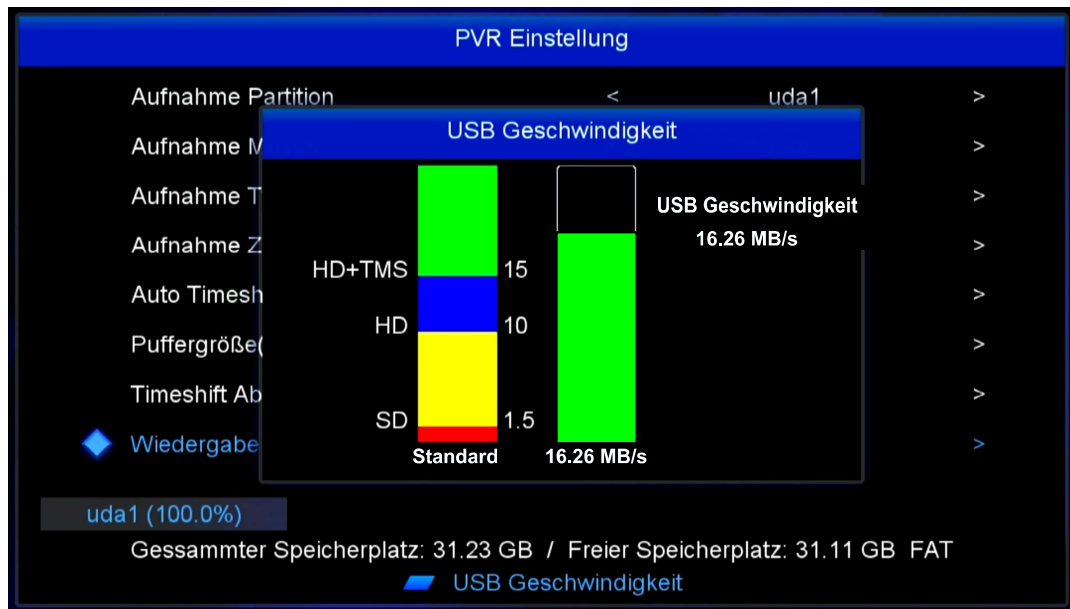 PVR Einstellung
Aufnahme Partition < uda1 >
USB Geschwindigkeit
Aufnahme M >
Aufnahme T >
USB Geschwindigkeit
16.26 MB/s
Aufnahme Z >
HD+TMS 15
Auto Timesh >
HD 10
Puffergröße( >
Timeshift Ab >
SD 1.5
Wiedergabe >
Standard 16.26 MB/s
uda1 (100.0%)
Gessammter Speicherplatz: 31.23 GB / Freier Speicherplatz: 31.11 GB FAT
USB Geschwindigkeit